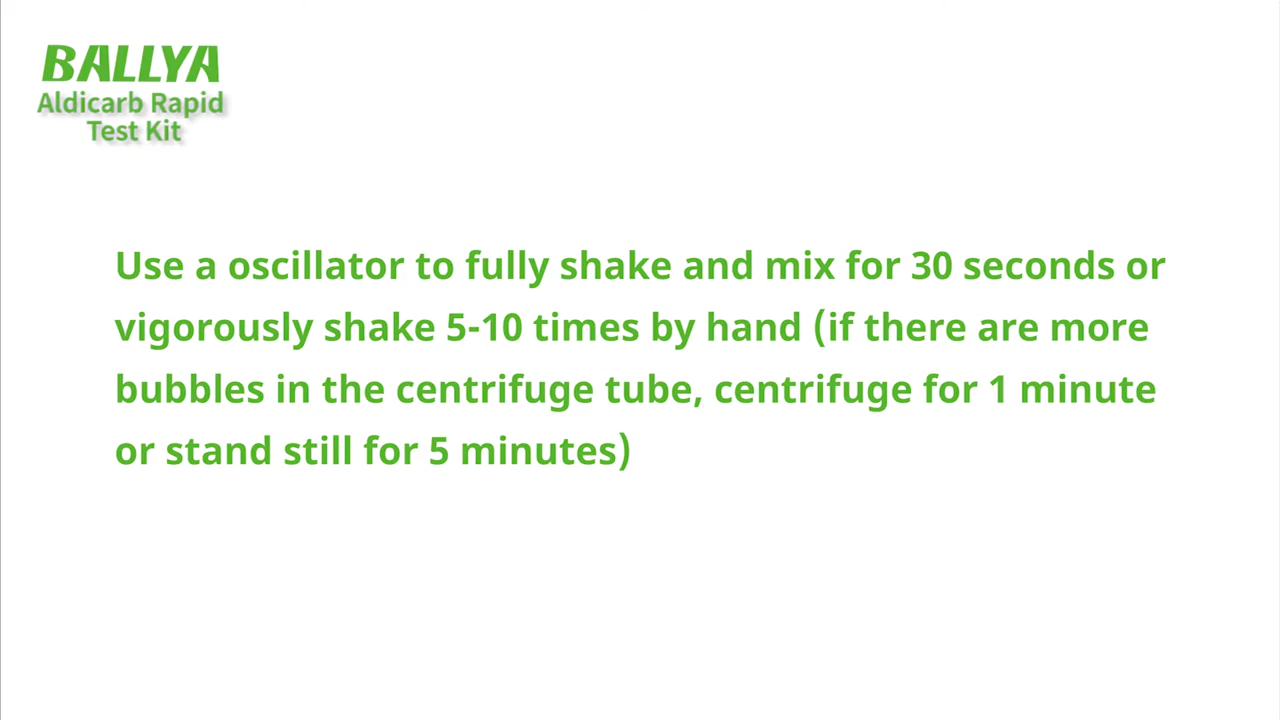 BALLYA
Aldicarb Rapid
Test Kit
Use a oscillator to fully shake and mix for 30 seconds or
vigorously shake 5-10 times by hand (if there are more
bubbles in the centrifuge tube, centrifuge for 1 minute
or stand still for 5 minutes)